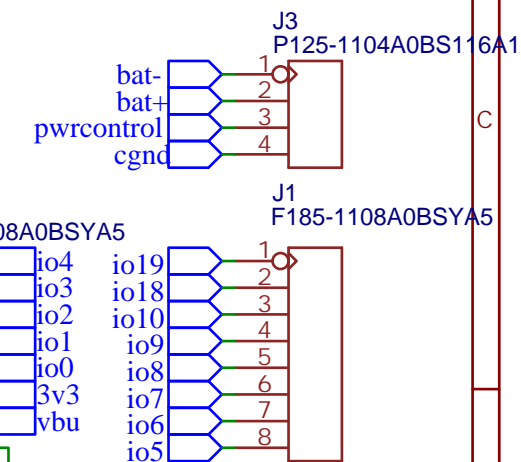 J3
P125-1104A0BS116A1
bat-
bat+
pwrcontrol
cgnd
1
2
3
4
C
J1
F185-1108A0BSYA5
08A0BSYA5
io4
io3
io2
io1
io0
3v3
vbu
io19
io18
io10
io9
io8
io7
io6
io5
1
2
3
4
5
6
7
8